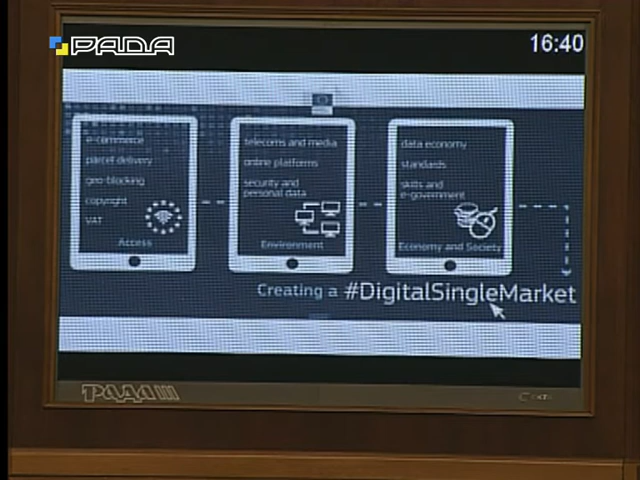 РАДА
16:40
e-commerce
parcel delivery
geo-blocking
copyright
VAT
Access
telecoms and media
online platforms
security and
personal data
Environment
data economy
standards
skills and
e-government
Economy and Society
Creating a #DigitalSingleMarket
РАДА